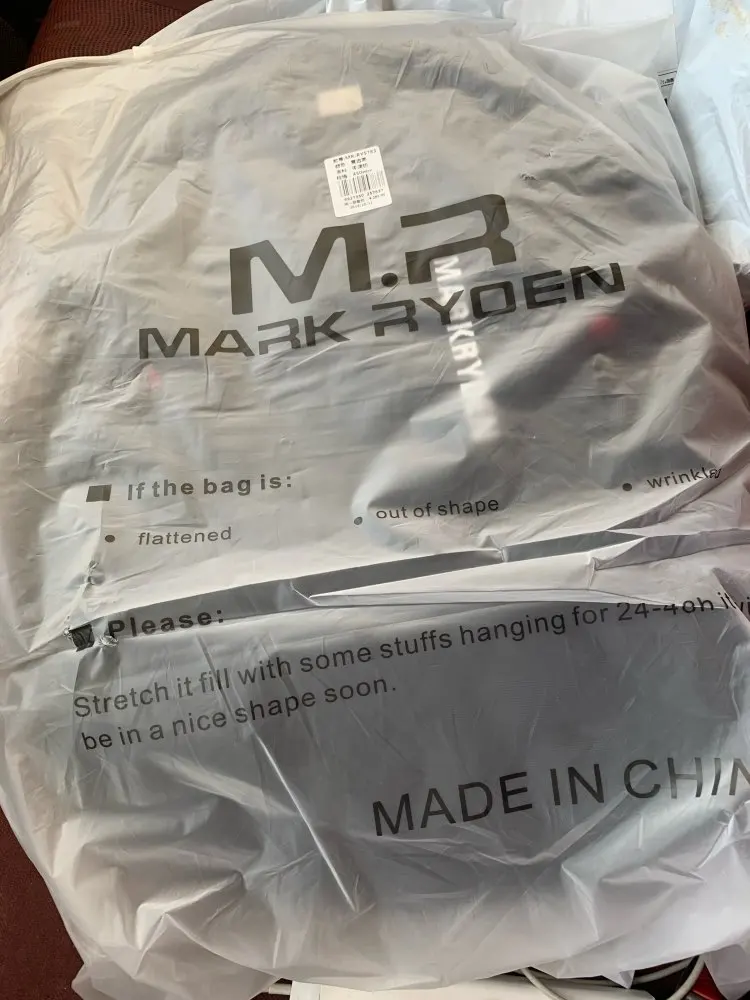 M.R
MARK RYDEN
MARKRY
If the bag is:
flattened
out of shape
wrinkle
Please:
Stretch it fill with some stuffs hanging for 24-48h it
be in a nice shape soon.
MADE IN CHIN